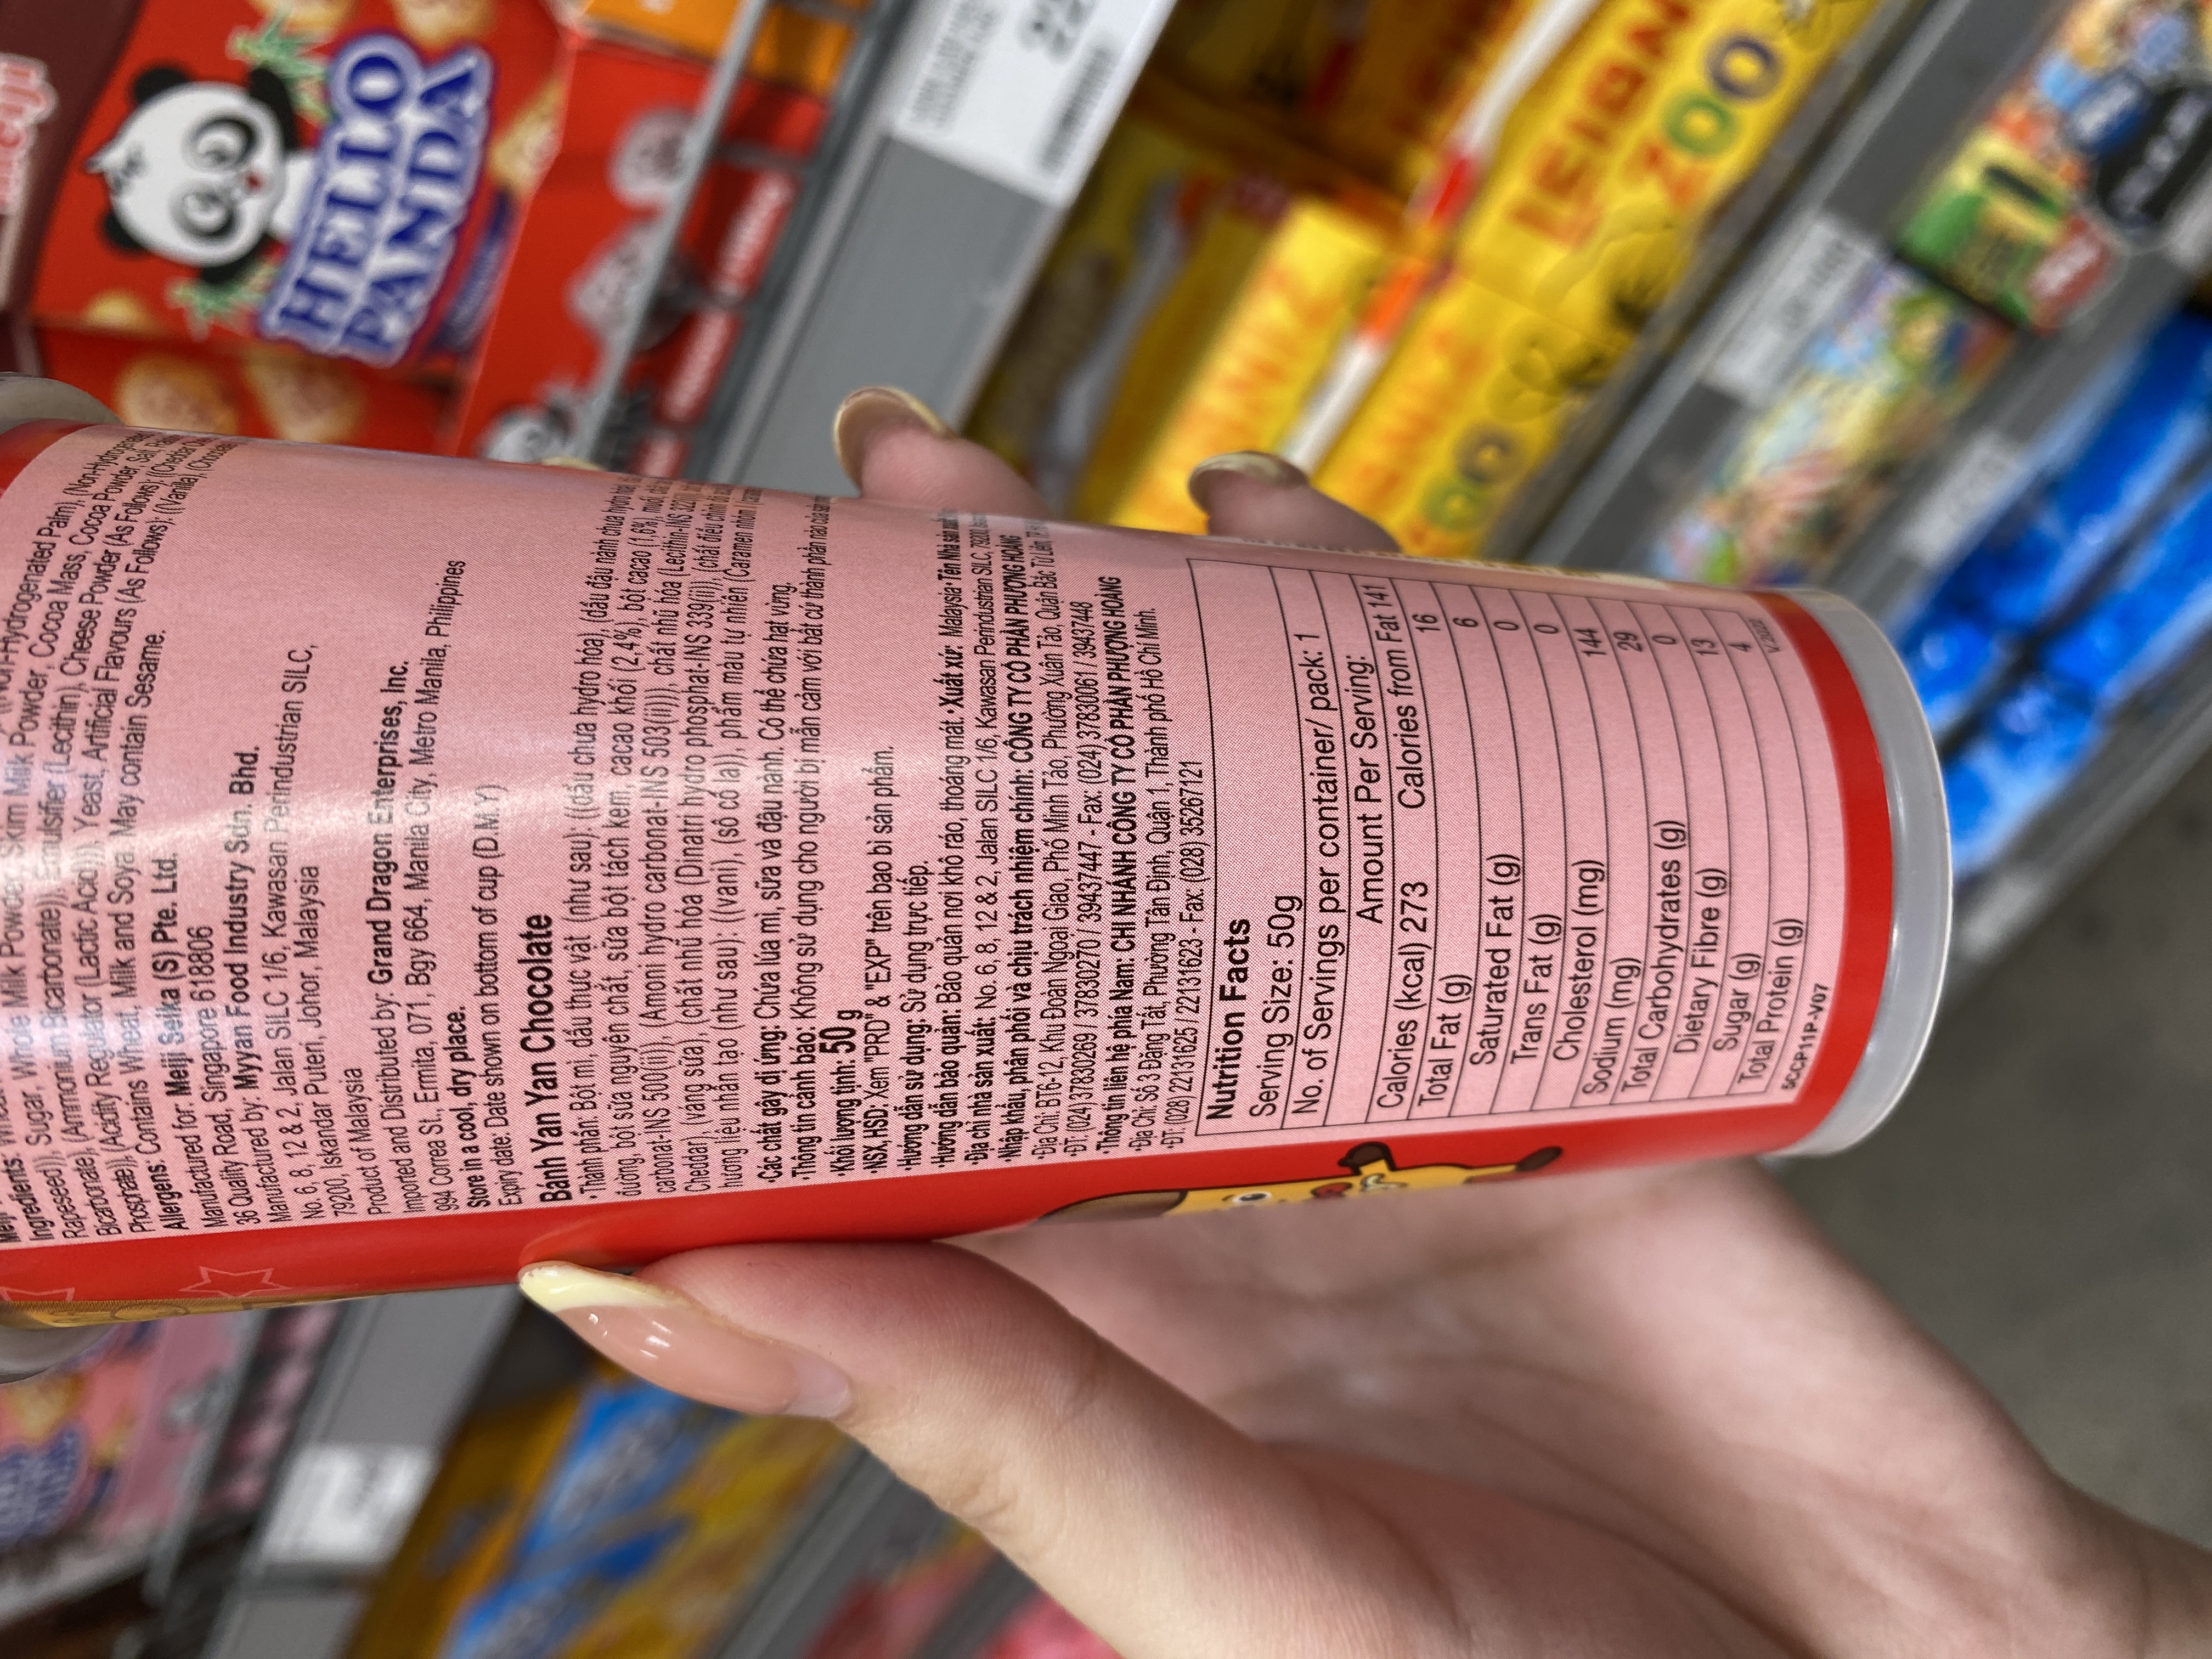 Ingredients:
Hydrogenated Palm), (Non-Hydrogenated
Rapeseed)), Sugar, Whole Milk Powder, Skim Milk Powder, Cocoa Mass, Cocoa Powder, Salt,
Bicarbonate), (Ammonium Bicarbonate)), Emulsifier (Lecithin), Cheese Powder (As Follows): ((Cheddar
Phosphate)), (Acidity Regulator (Lactic Acid))), Yeast, Artificial Flavours (As Follows): ((Vanilla), (Chocolate
Allergens: Contains Wheat, Milk and Soya. May contain Sesame.
Manufactured for: Meiji Seika (S) Pte. Ltd.
36 Quality Road, Singapore 618806
Manufactured by: Myyan Food Industry Sdn. Bhd.
No. 6, 8, 12 & 2, Jalan SILC 1/6, Kawasan Perindustrian SILC,
79200, Iskandar Puteri, Johor, Malaysia
Product of Malaysia
Imported and Distributed by: Grand Dragon Enterprises, Inc.
994 Correa St., Ermita, 071, Bgy 664, Manila City, Metro Manila, Philippines
Store in a cool, dry place.
Expiry date: Date shown on bottom of cup (D.M.Y)
Bánh Yan Yan Chocolate
•Thành phần: Bột mì, dầu thực vật (như sau): ((dầu chưa hydro hóa), (dầu đậu nành chưa hydro
đường, bột sữa nguyên chất, sữa bột tách kem, cacao khối (2,4%), bột cacao (1,6%), muối,
carbonat-INS 500(ii)), (Amoni hydro carbonat-INS 503(ii))), chất nhũ hóa (Lecithin-INS
Cheddar), (váng sữa), (chất nhũ hóa (Dinatri hydro phosphat-INS 339(ii)), (chất điều chỉnh
hương liệu nhân tạo (như sau): ((vani), (sô cô la)), phẩm màu tự nhiên (Caramen nhóm I
•Các chất gây dị ứng: Chứa lúa mì, sữa và đậu nành. Có thể chứa hạt vừng.
•Thông tin cảnh báo: Không sử dụng cho người bị mẫn cảm với bất cứ thành phần nào của
•Khối lượng tịnh: 50 g
•NSX, HSD: Xem "PRD" & "EXP" trên bao bì sản phẩm.
•Hướng dẫn sử dụng: Sử dụng trực tiếp.
•Hướng dẫn bảo quản: Bảo quản nơi khô ráo, thoáng mát. •Xuất xứ: Malaysia •Tên Nhà sản xuất:
•Địa chỉ nhà sản xuất: No. 6, 8, 12 & 2, Jalan SILC 1/6, Kawasan Perindustrian SILC, 79200,
•Nhập khẩu, phân phối và chịu trách nhiệm chính: CÔNG TY CỔ PHẦN PHƯỢNG HOÀNG
•Địa Chỉ: BT6-12, Khu Đoàn Ngoại Giao, Phố Minh Tảo, Phường Xuân Tảo, Quận Bắc Từ Liêm,
•ĐT: (024) 37830269 / 37830270 / 39437447 - Fax: (024) 37830061 / 39437448
•Thông tin liên hệ phía Nam: CHI NHÁNH CÔNG TY CỔ PHẦN PHƯỢNG HOÀNG
•Địa Chỉ: Số 3 Đặng Tất, Phường Tân Định, Quận 1, Thành phố Hồ Chí Minh.
•ĐT: (028) 22131625 / 22131623 - Fax: (028) 35267121
Nutrition Facts
Serving Size: 50g
No. of Servings per container/ pack: 1
Amount Per Serving:
Calories (kcal) 273 Calories from Fat 141
Total Fat (g) 16
Saturated Fat (g) 6
Trans Fat (g) 0
Cholesterol (mg) 0
Sodium (mg) 144
Total Carbohydrates (g) 29
Dietary Fibre (g) 0
Sugar (g) 13
Total Protein (g) 4
5CCP11P-V07
V.2022
meiji
HELLO
PANDA
MINIZ
ZOO
LEIBNIZ
ZOO